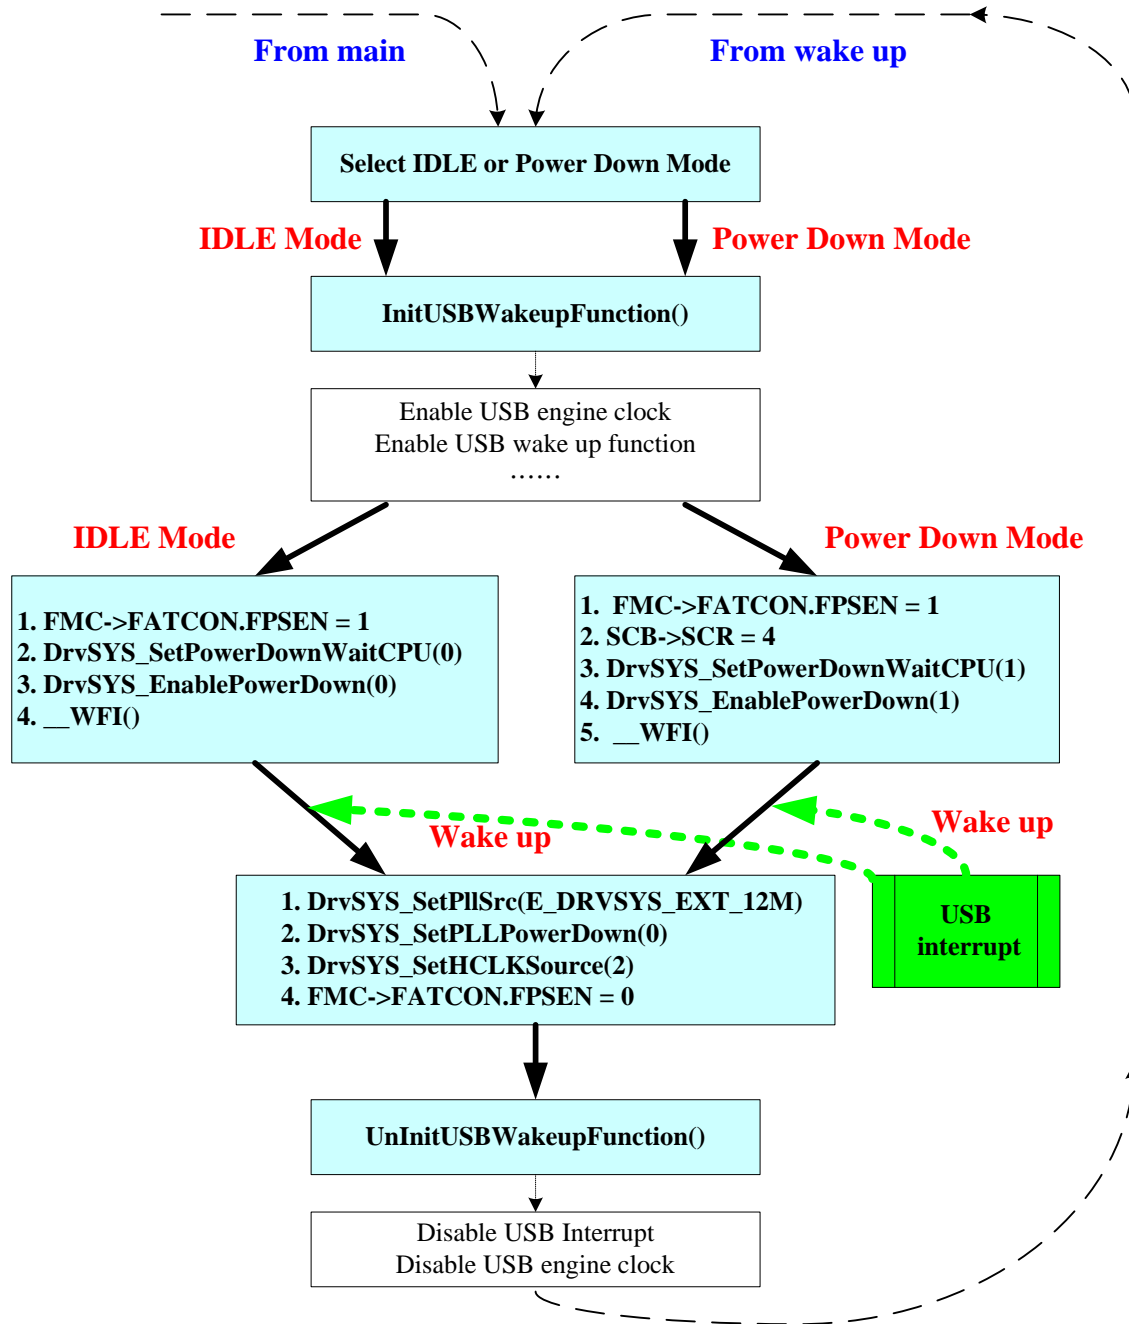 From main
From wake up
Select IDLE or Power Down Mode
IDLE Mode
Power Down Mode
InitUSBWakeupFunction()
Enable USB engine clock
Enable USB wake up function
......
IDLE Mode
Power Down Mode
1. FMC->FATCON.FPSEN = 1
2. DrvSYS_SetPowerDownWaitCPU(0)
3. DrvSYS_EnablePowerDown(0)
4. __WFI()
1. FMC->FATCON.FPSEN = 1
2. SCB->SCR = 4
3. DrvSYS_SetPowerDownWaitCPU(1)
4. DrvSYS_EnablePowerDown(1)
5. __WFI()
Wake up
Wake up
1. DrvSYS_SetPllSrc(E_DRVSYS_EXT_12M)
2. DrvSYS_SetPLLPowerDown(0)
3. DrvSYS_SetHCLKSource(2)
4. FMC->FATCON.FPSEN = 0
USB
interrupt
UnInitUSBWakeupFunction()
Disable USB Interrupt
Disable USB engine clock